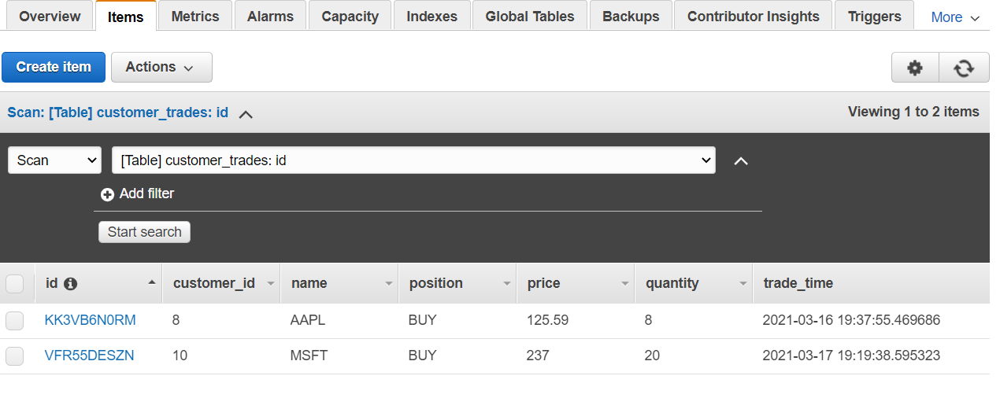 Overview Items Metrics Alarms Capacity Indexes Global Tables Backups Contributor Insights Triggers More
Create item Actions
Scan: [Table] customer_trades: id Viewing 1 to 2 items
Scan [Table] customer_trades: id
Add filter
Start search
id customer_id name position price quantity trade_time
KK3VB6N0RM 8 AAPL BUY 125.59 8 2021-03-16 19:37:55.469686
VFR55DESZN 10 MSFT BUY 237 20 2021-03-17 19:19:38.595323